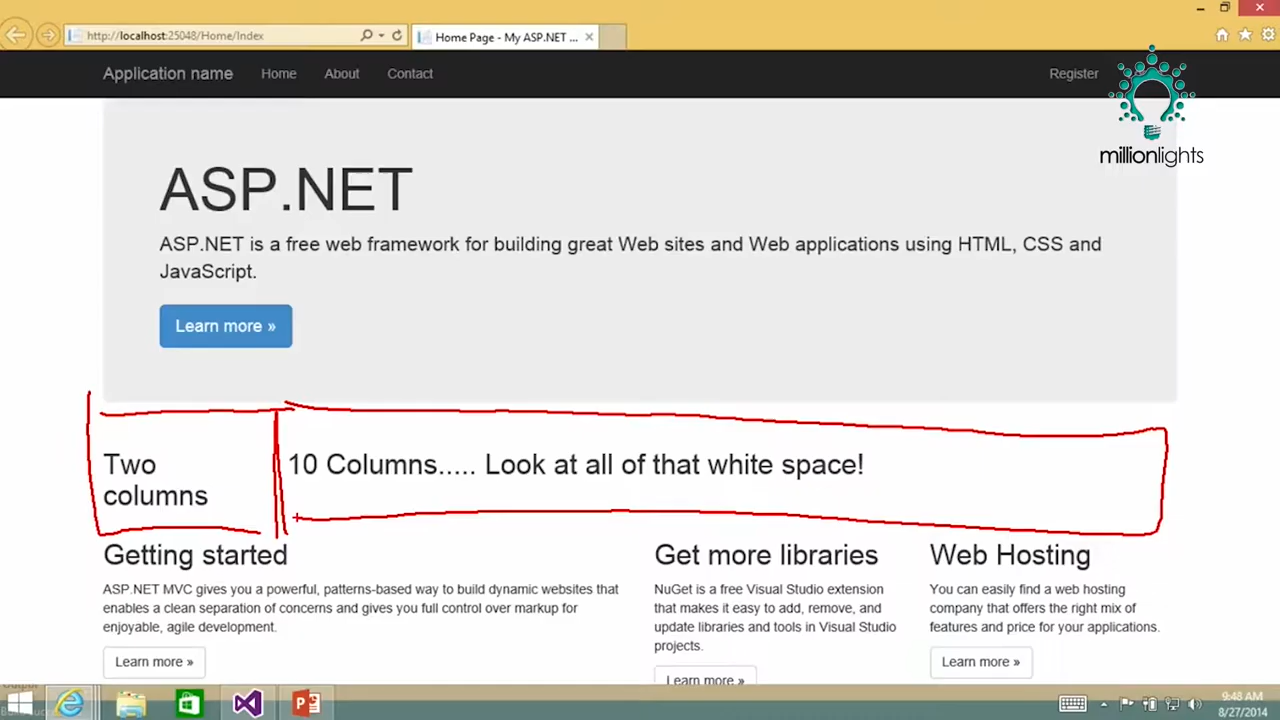 http://localhost:25048/Home/Index
Home Page - My ASP.NET ...
Application name Home About Contact Register
millionlights
ASP.NET
ASP.NET is a free web framework for building great Web sites and Web applications using HTML, CSS and
JavaScript.
Learn more »
Two
columns
10 Columns..... Look at all of that white space!
Getting started
ASP.NET MVC gives you a powerful, patterns-based way to build dynamic websites that
enables a clean separation of concerns and gives you full control over markup for
enjoyable, agile development.
Learn more »
Get more libraries
NuGet is a free Visual Studio extension
that makes it easy to add, remove, and
update libraries and tools in Visual Studio
projects.
Learn more »
Web Hosting
You can easily find a web hosting
company that offers the right mix of
features and price for your applications.
Learn more »
Output
9:48 AM
8/27/2014